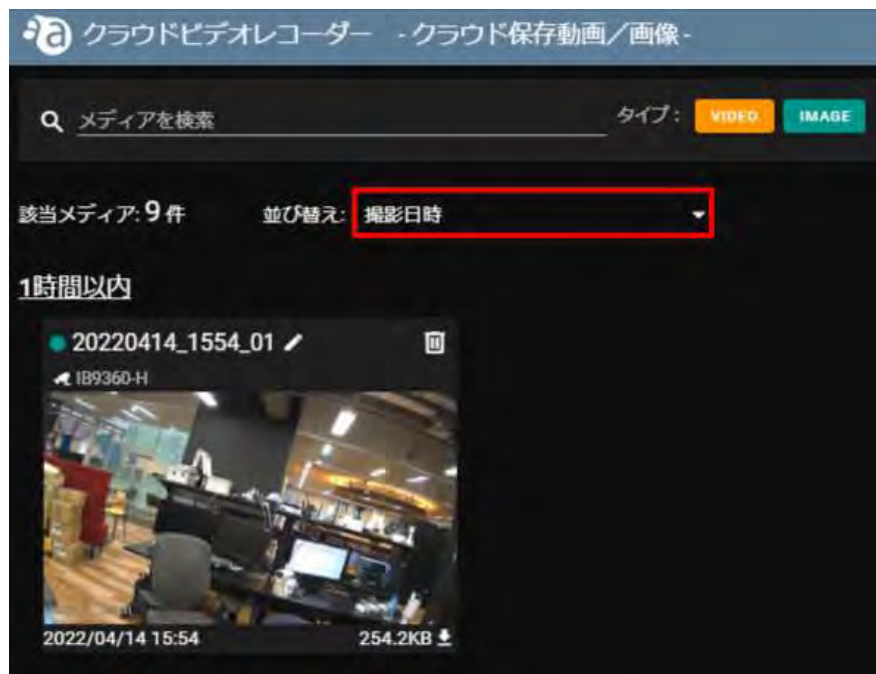 a クラウドビデオレコーダー - クラウド保存動画／画像 -
メディアを検索 タイプ： VIDEO IMAGE
該当メディア: 9 件 並び替え: 撮影日時
1時間以内
20220414_1554_01
IB9360-H
2022/04/14 15:54 254.2KB